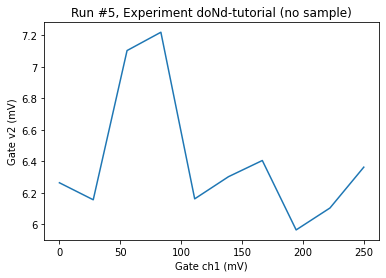 Run #5, Experiment doNd-tutorial (no sample)
7.2
7
6.8
6.6
6.4
6.2
6
Gate v2 (mV)
0 50 100 150 200 250
Gate ch1 (mV)